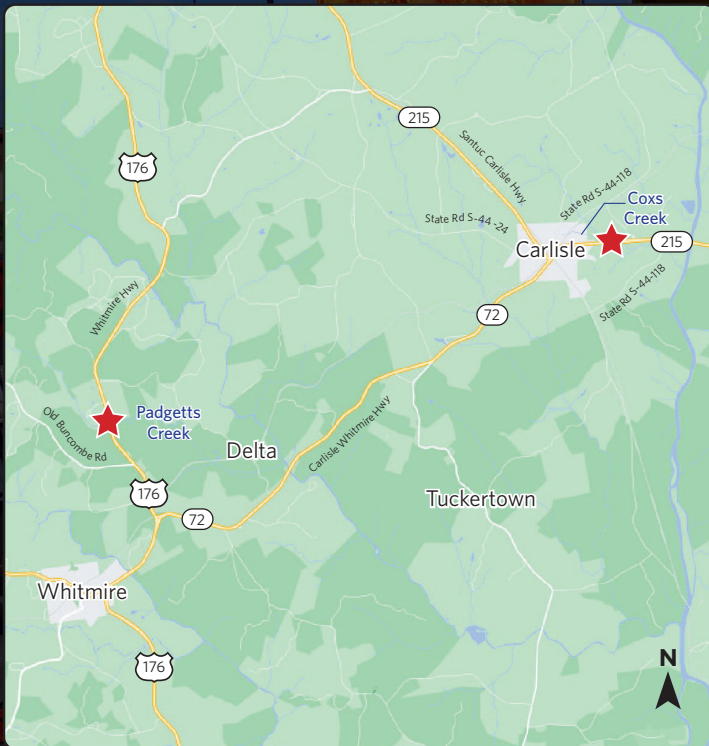 215
Santuc Carlisle Hwy
176
State Rd S-44-118
Coxs
Creek
State Rd S-44 -24
Carlisle
215
State Rd S-44-118
Whitmire Hwy
72
Padgetts
Creek
Old Buncombe Rd
Carlisle Whitmire Hwy
Delta
176
72
Tuckertown
Whitmire
176
N